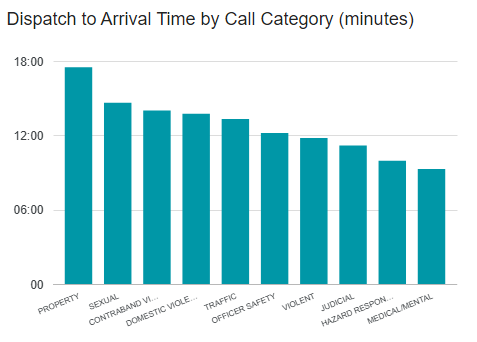 Dispatch to Arrival Time by Call Category (minutes)
18:00
12:00
06:00
00
PROPERTY
SEXUAL
CONTRABAND VI...
DOMESTIC VIOLE...
TRAFFIC
OFFICER SAFETY
VIOLENT
JUDICIAL
HAZARD RESPON...
MEDICAL/MENTAL